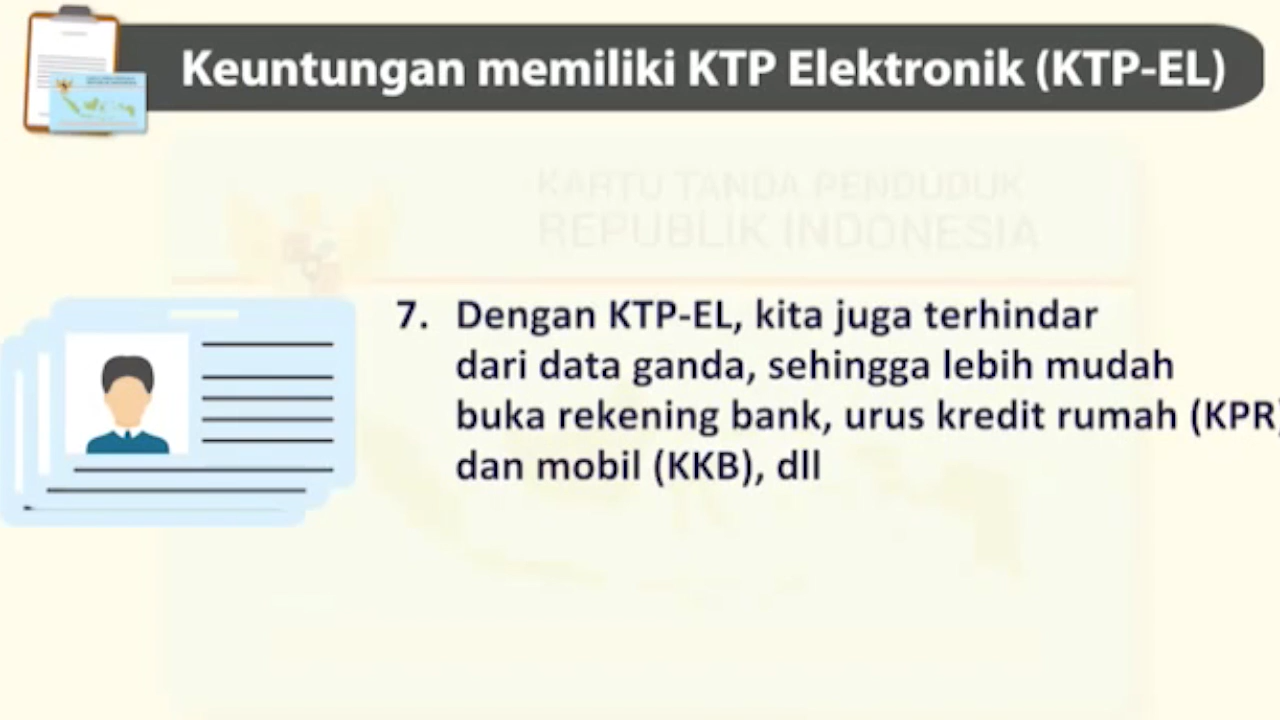 Keuntungan memiliki KTP Elektronik (KTP-EL)
KARTU TANDA PENDUDUK
REPUBLIK INDONESIA
7. Dengan KTP-EL, kita juga terhindar
dari data ganda, sehingga lebih mudah
buka rekening bank, urus kredit rumah (KPR)
dan mobil (KKB), dll